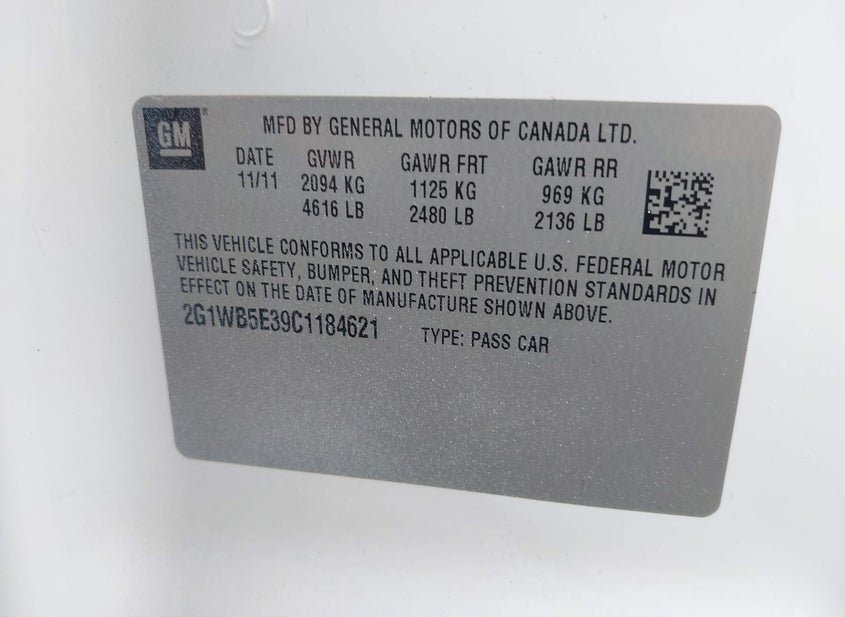 GM
MFD BY GENERAL MOTORS OF CANADA LTD.
DATE GVWR GAWR FRT GAWR RR
11/11 2094 KG 1125 KG 969 KG
4616 LB 2480 LB 2136 LB
THIS VEHICLE CONFORMS TO ALL APPLICABLE U.S. FEDERAL MOTOR
VEHICLE SAFETY, BUMPER, AND THEFT PREVENTION STANDARDS IN
EFFECT ON THE DATE OF MANUFACTURE SHOWN ABOVE.
2G1WB5E39C1184621 TYPE: PASS CAR